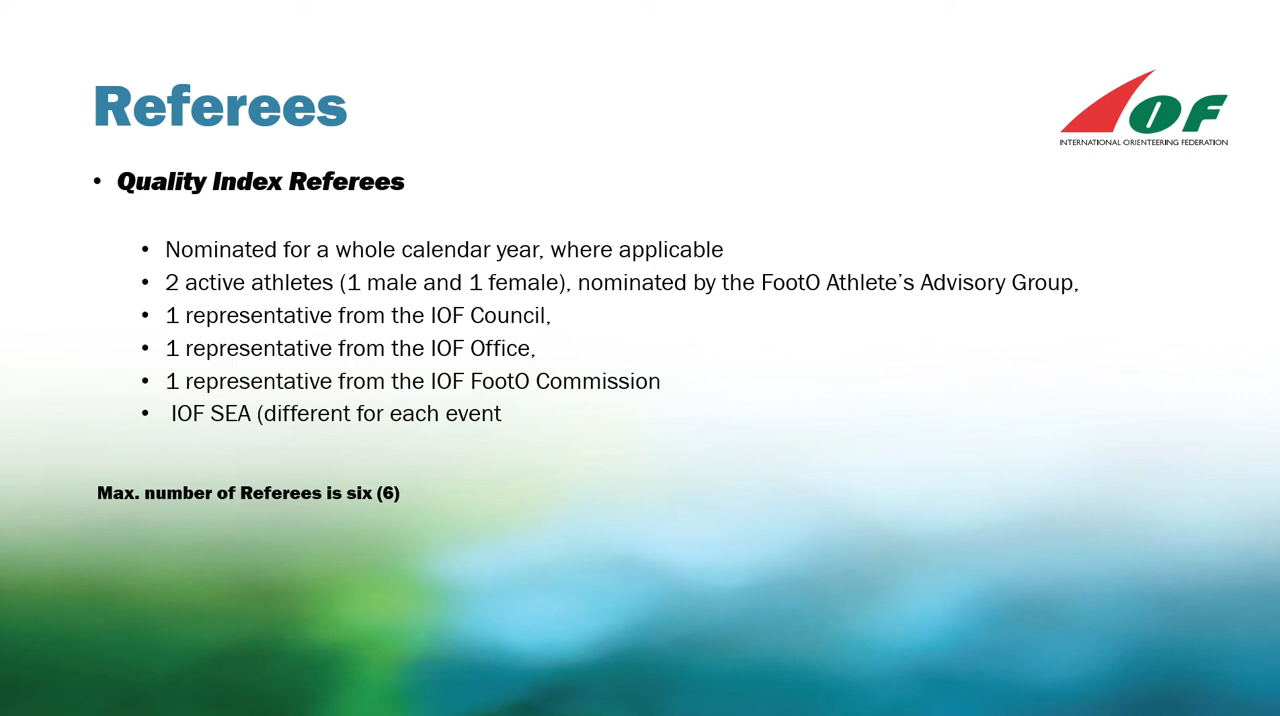 Referees
IOF
INTERNATIONAL ORIENTEERING FEDERATION
• Quality Index Referees
• Nominated for a whole calendar year, where applicable
• 2 active athletes (1 male and 1 female), nominated by the FootO Athlete’s Advisory Group,
• 1 representative from the IOF Council,
• 1 representative from the IOF Office,
• 1 representative from the IOF FootO Commission
• IOF SEA (different for each event
Max. number of Referees is six (6)